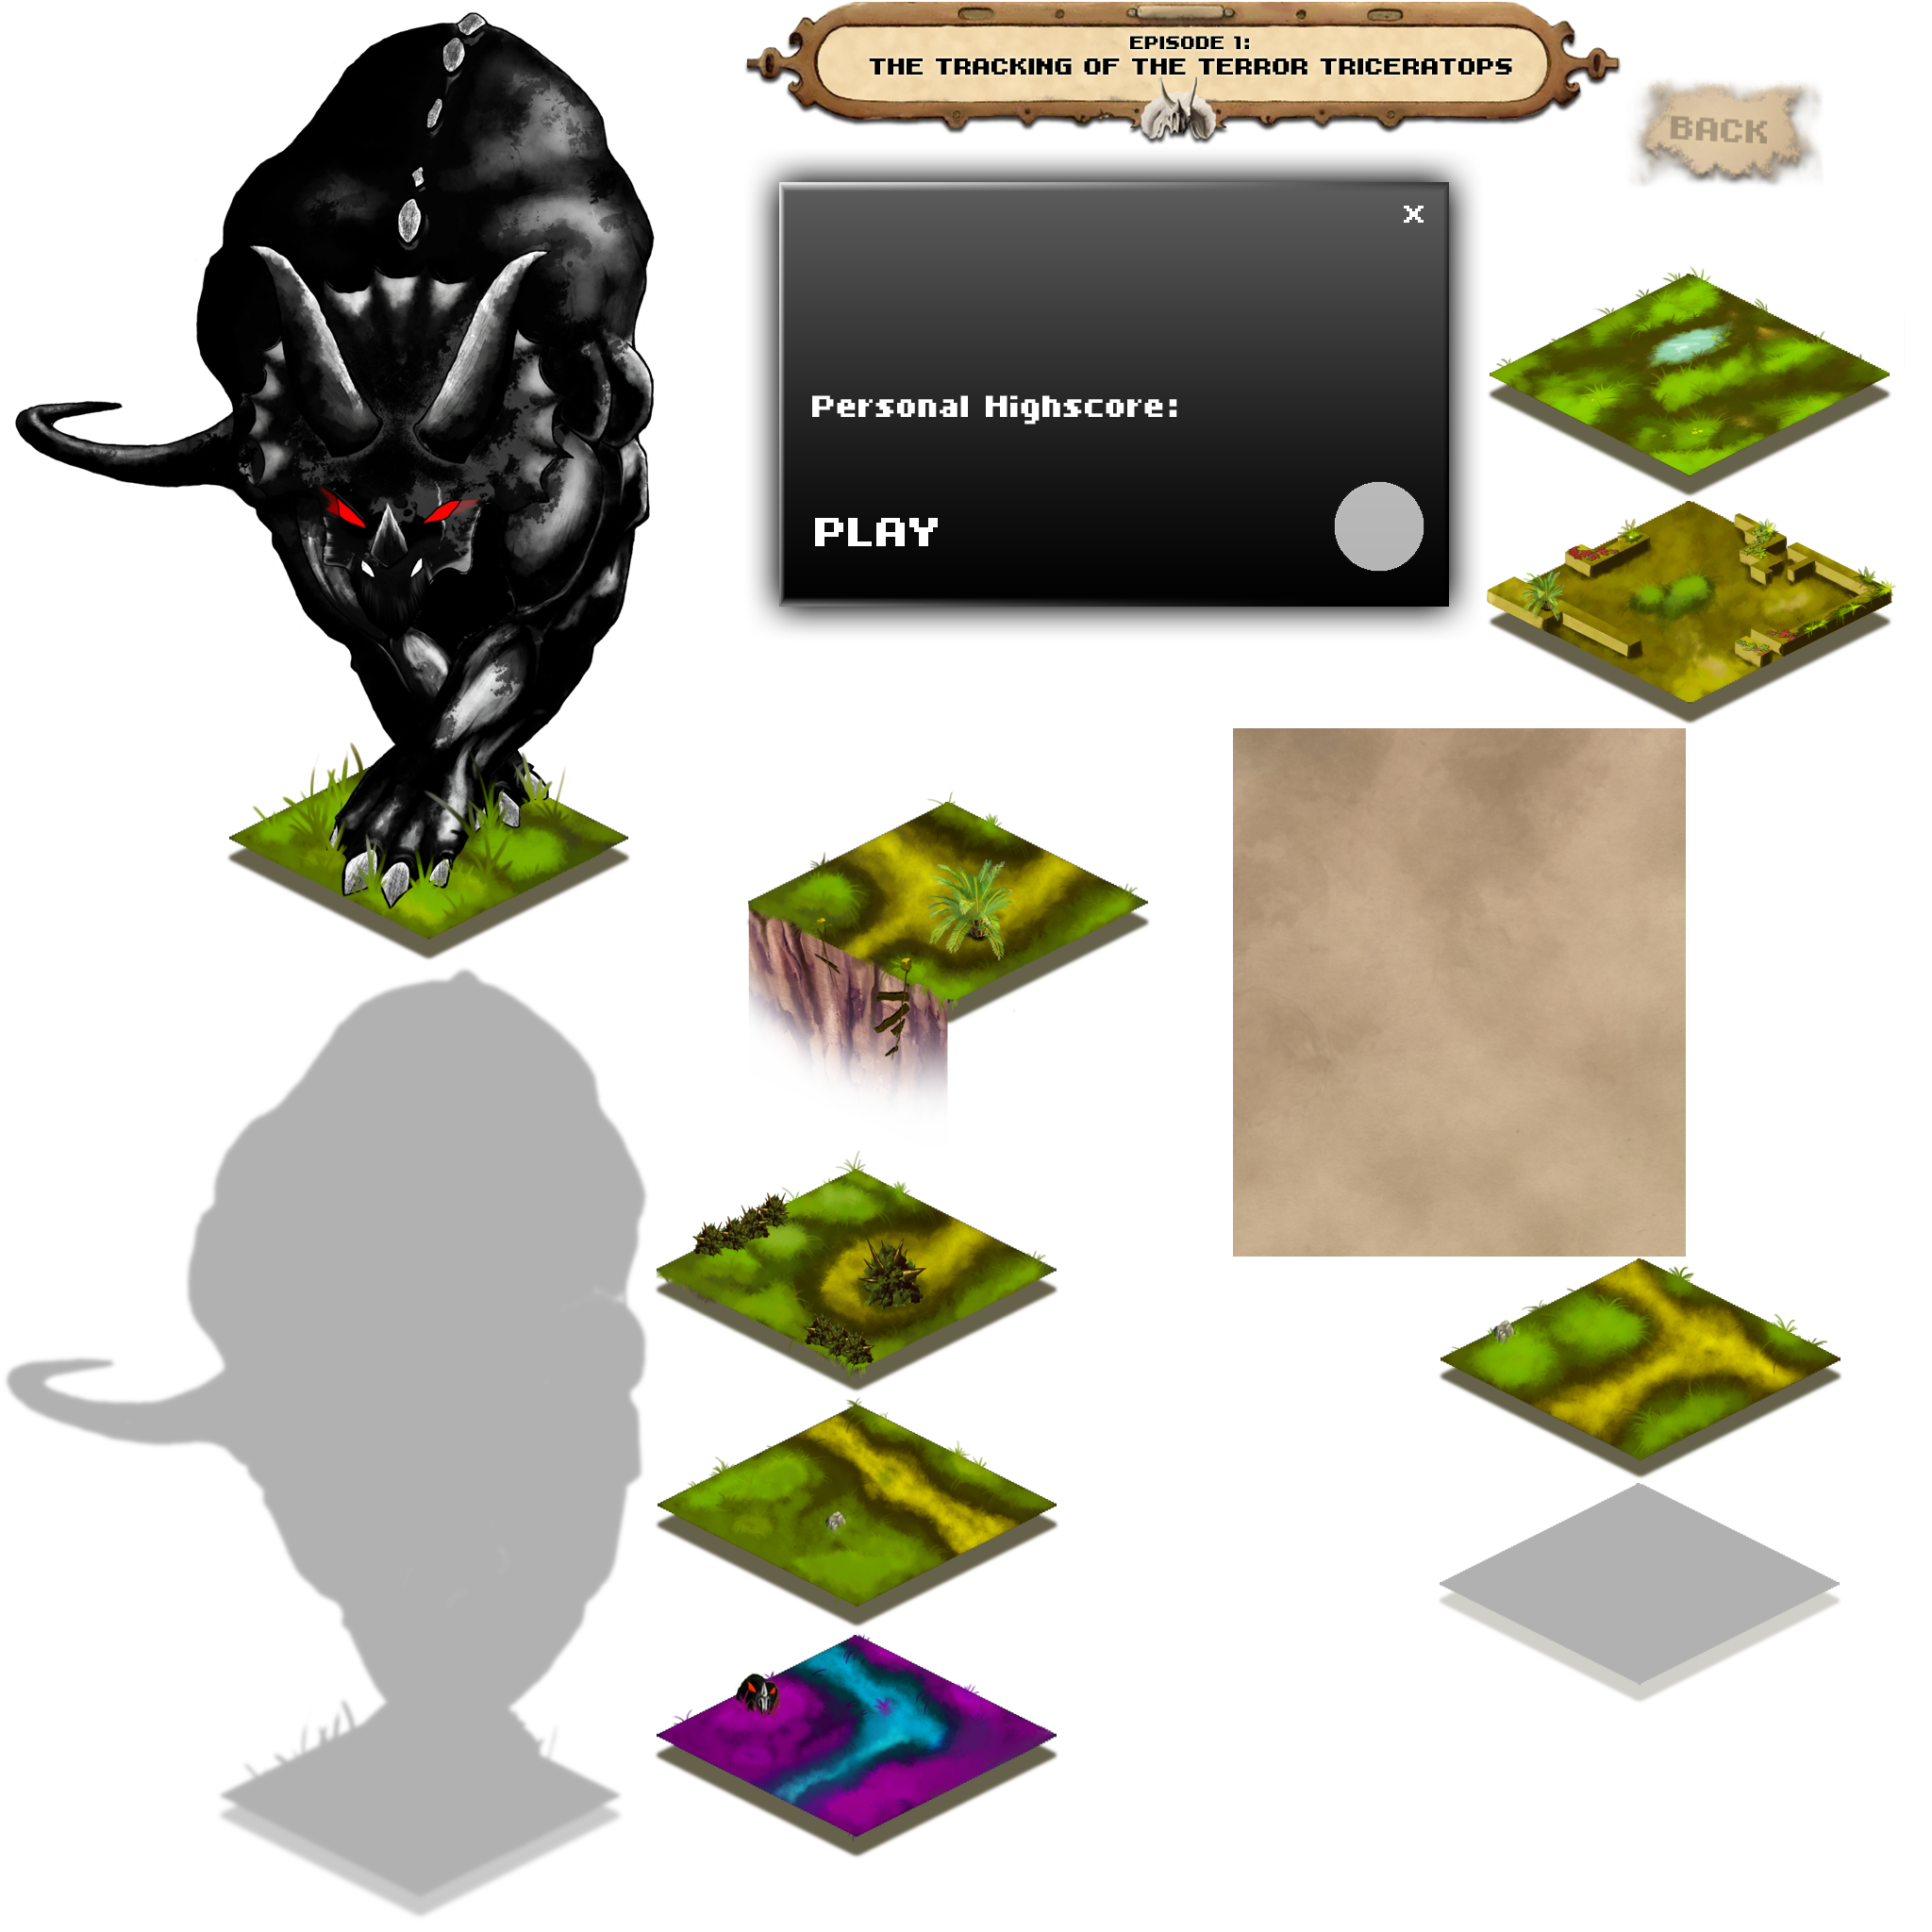 EPISODE 1:
THE TRACKING OF THE TERROR TRICERATOPS
BACK
x
Personal Highscore:
PLAY